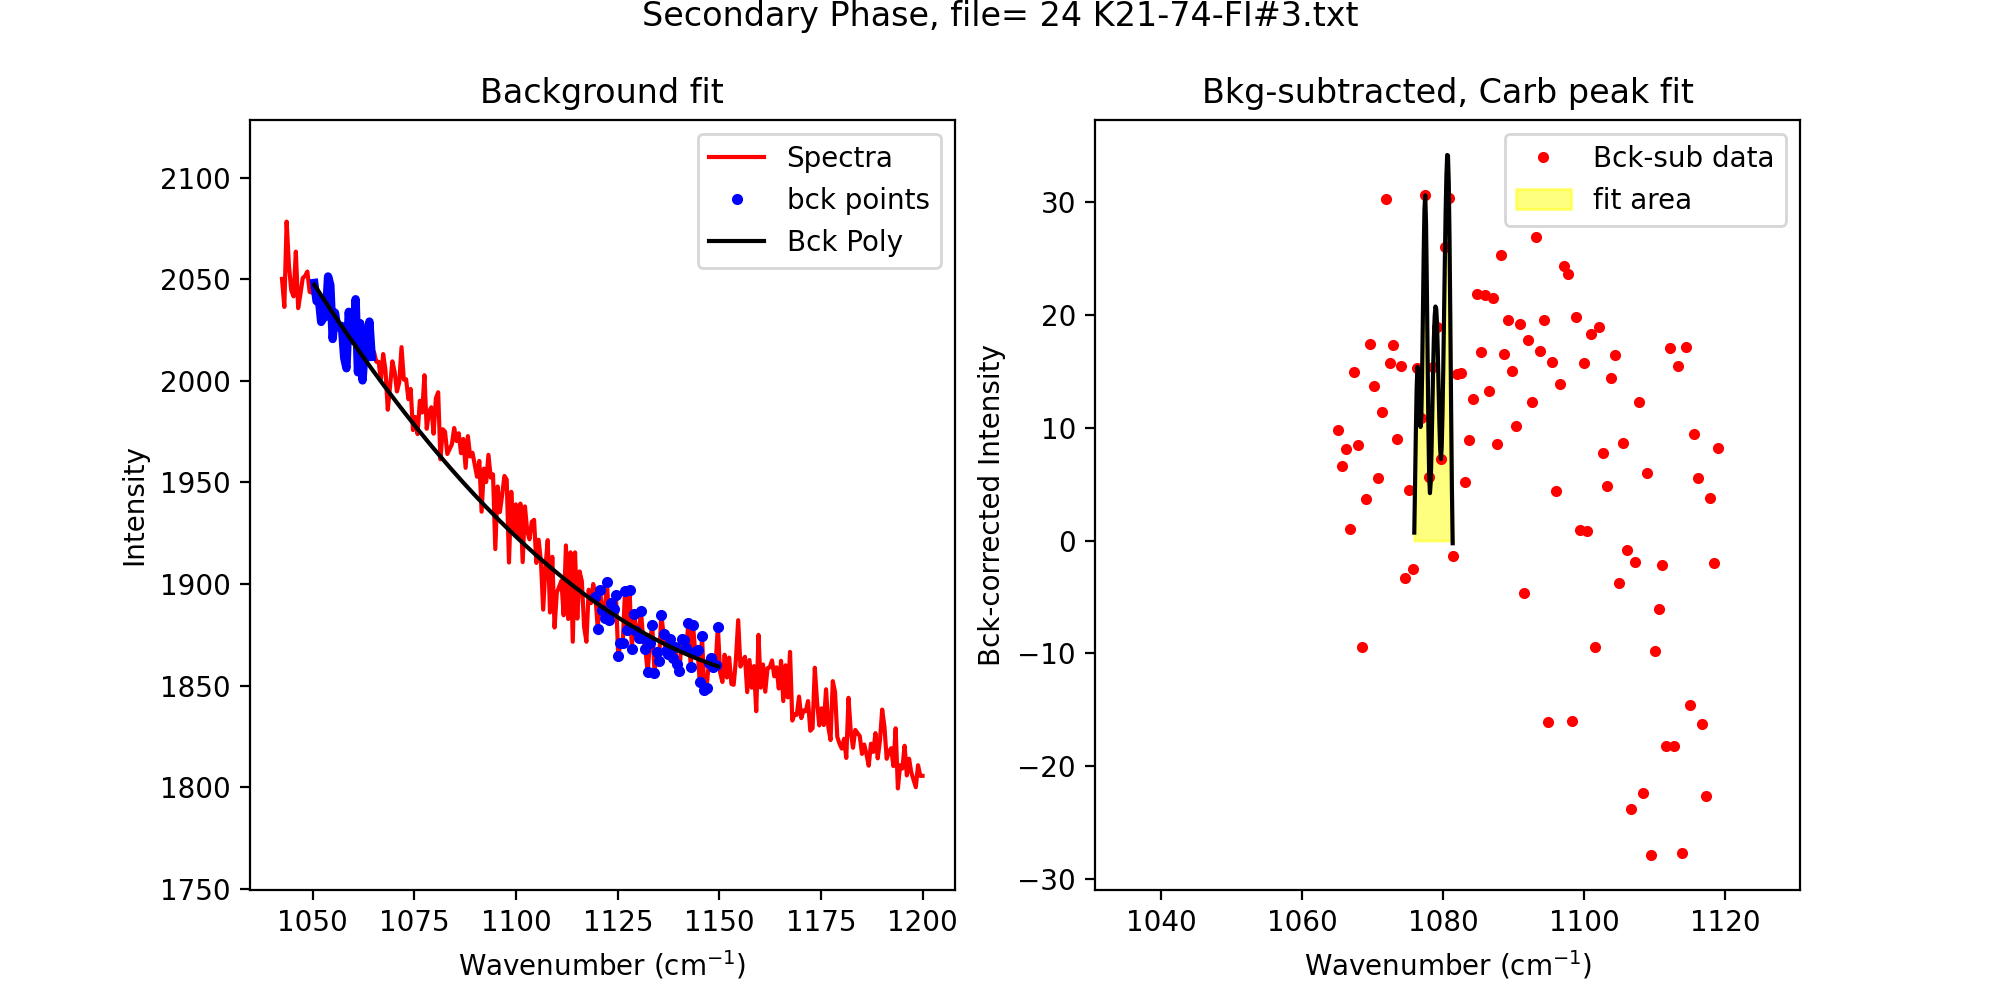 Secondary Phase, file= 24 K21-74-FI#3.txt
Background fit
Spectra
bck points
Bck Poly
Intensity
2100
2050
2000
1950
1900
1850
1800
1750
1050 1075 1100 1125 1150 1175 1200
Wavenumber (cm⁻¹)
Bkg-subtracted, Carb peak fit
Bck-sub data
fit area
Bck-corrected Intensity
30
20
10
0
−10
−20
−30
1040 1060 1080 1100 1120
Wavenumber (cm⁻¹)